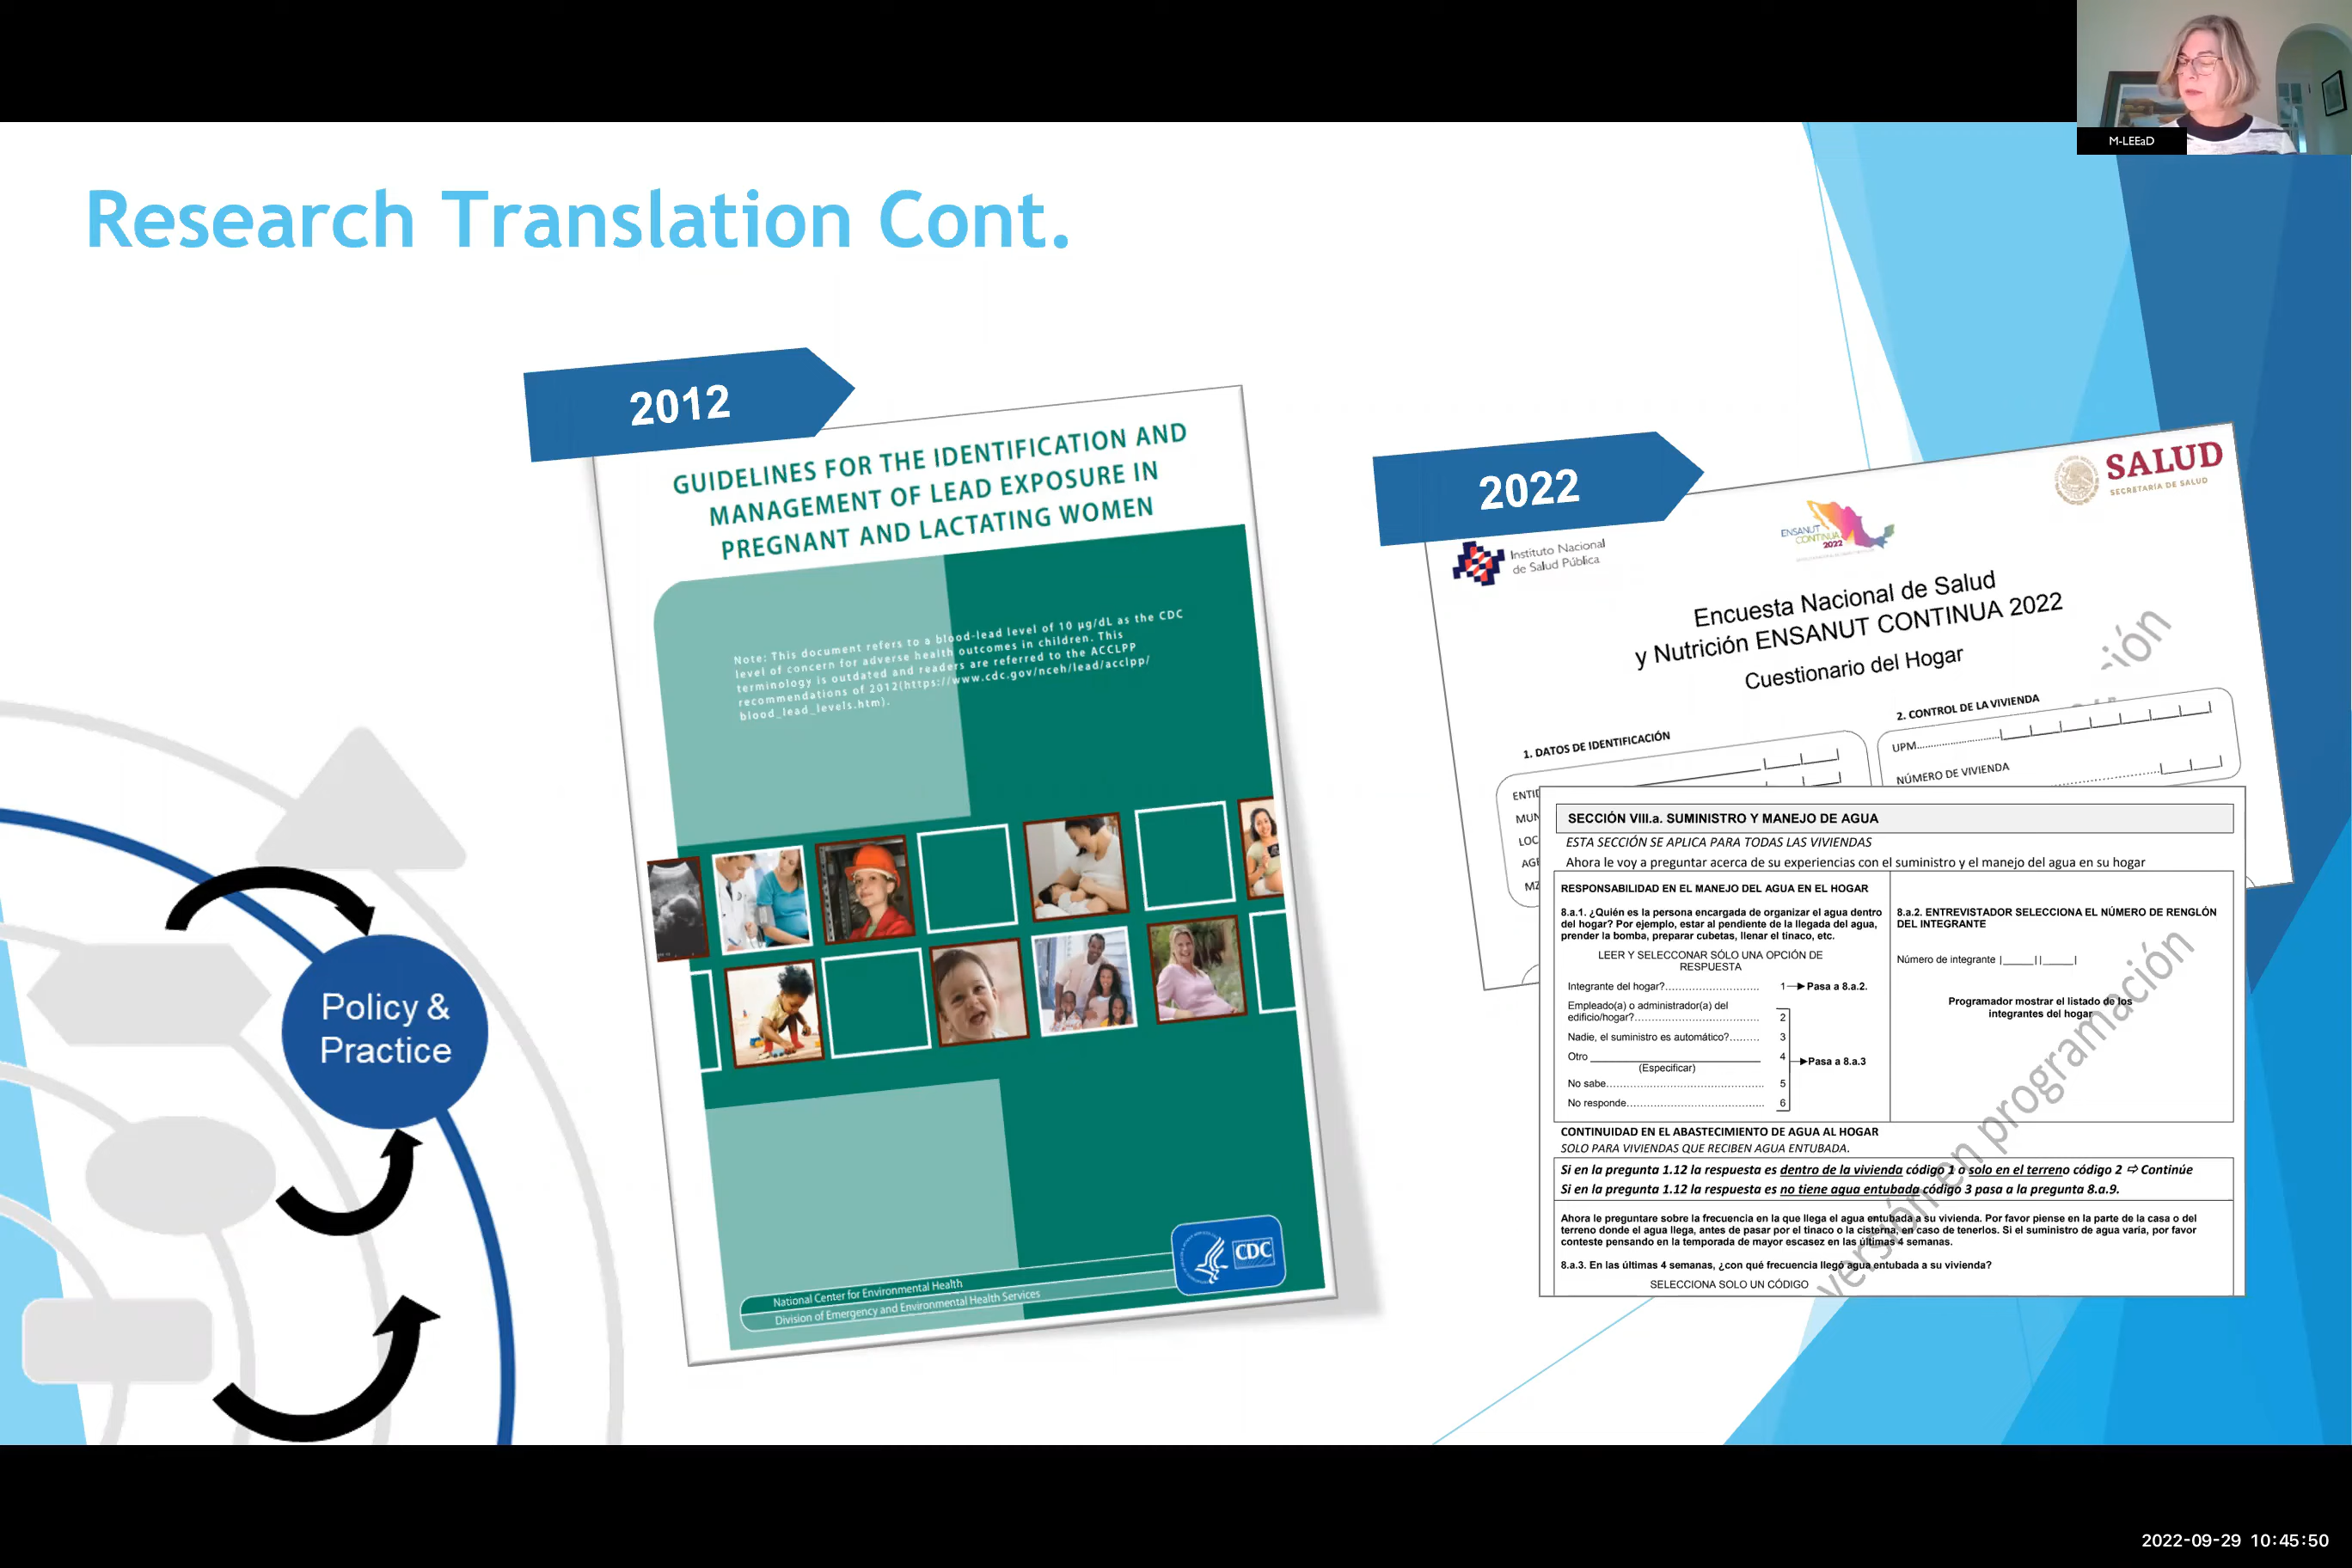 M-LEEaD
Research Translation Cont.
2012
GUIDELINES FOR THE IDENTIFICATION AND
MANAGEMENT OF LEAD EXPOSURE IN
PREGNANT AND LACTATING WOMEN
Note: This document refers to a blood-lead level of 10 µg/dL as the CDC
level of concern for adverse health outcomes in children. This
terminology is outdated and readers are referred to the ACCLPP
recommendations of 2012(https://www.cdc.gov/nceh/lead/acclpp/
blood_lead_levels.htm).
CDC
National Center for Environmental Health
Division of Emergency and Environmental Health Services
Policy &
Practice
2022
SALUD
SECRETARÍA DE SALUD
ENSANUT
CONTINUA
2022
Instituto Nacional
de Salud Pública
Encuesta Nacional de Salud
y Nutrición ENSANUT CONTINUA 2022
Cuestionario del Hogar
1. DATOS DE IDENTIFICACIÓN
2. CONTROL DE LA VIVIENDA
UPM
NÚMERO DE VIVIENDA
ENTID
MUN
LOC
AGE
MZ
SECCIÓN VIII.a. SUMINISTRO Y MANEJO DE AGUA
ESTA SECCIÓN SE APLICA PARA TODAS LAS VIVIENDAS
Ahora le voy a preguntar acerca de su experiencias con el suministro y el manejo del agua en su hogar
RESPONSABILIDAD EN EL MANEJO DEL AGUA EN EL HOGAR
8.a.1. ¿Quién es la persona encargada de organizar el agua dentro
del hogar? Por ejemplo, estar al pendiente de la llegada del agua,
prender la bomba, preparar cubetas, llenar el tinaco, etc.
LEER Y SELECCONAR SÓLO UNA OPCIÓN DE
RESPUESTA
Integrante del hogar?.......................... 1 Pasa a 8.a.2.
Empleado(a) o administrador(a) del
edificio/hogar?.................................. 2
Nadie, el suministro es automático?......... 3
Otro ____________ 4 Pasa a 8.a.3
(Especificar)
No sabe.......................................... 5
No responde..................................... 6
8.a.2. ENTREVISTADOR SELECCIONA EL NÚMERO DE RENGLÓN
DEL INTEGRANTE
Número de integrante |_____||_____|
Programador mostrar el listado de los
integrantes del hogar
CONTINUIDAD EN EL ABASTECIMIENTO DE AGUA AL HOGAR
SOLO PARA VIVIENDAS QUE RECIBEN AGUA ENTUBADA.
Si en la pregunta 1.12 la respuesta es dentro de la vivienda código 1 o solo en el terreno código 2 ⇨ Continúe
Si en la pregunta 1.12 la respuesta es no tiene agua entubada código 3 pasa a la pregunta 8.a.9.
Ahora le preguntare sobre la frecuencia en la que llega el agua entubada a su vivienda. Por favor piense en la parte de la casa o del
terreno donde el agua llega, antes de pasar por el tinaco o la cisterna, en caso de tenerlos. Si el suministro de agua varia, por favor
conteste pensando en la temporada de mayor escasez en las últimas 4 semanas.
8.a.3. En las últimas 4 semanas, ¿con qué frecuencia llegó agua entubada a su vivienda?
SELECCIONA SOLO UN CÓDIGO
versión en programación
2022-09-29 10:45:50